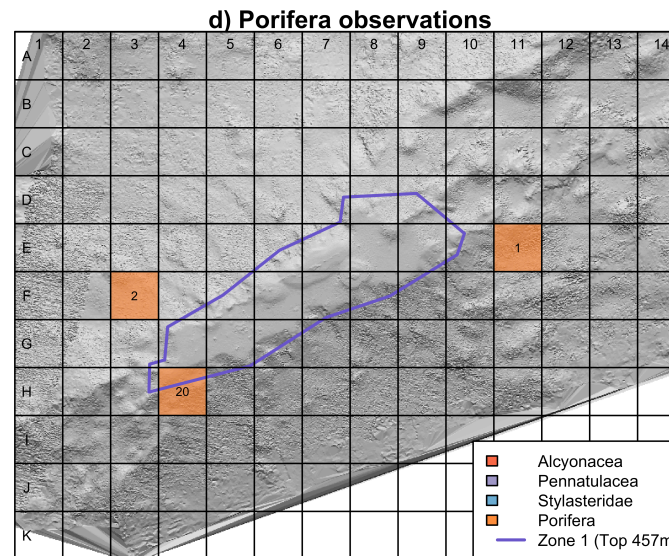 d) Porifera observations
1 2 3 4 5 6 7 8 9 10 11 12 13 14
A
B
C
D
E 1
F 2
G
H 20
I
J
K
Alcyonacea
Pennatulacea
Stylasteridae
Porifera
Zone 1 (Top 457m